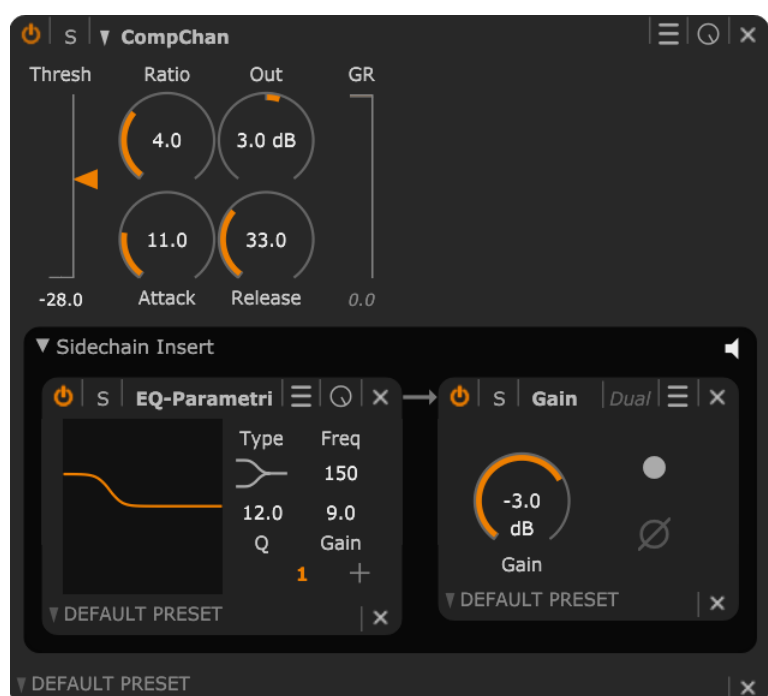 S CompChan
Thresh Ratio Out GR
4.0 3.0 dB
11.0 33.0
-28.0 Attack Release 0.0
Sidechain Insert
S EQ-Parametri S Gain Dual
Type Freq
150
12.0 9.0
Q Gain
1
-3.0
dB
Gain
DEFAULT PRESET DEFAULT PRESET
DEFAULT PRESET